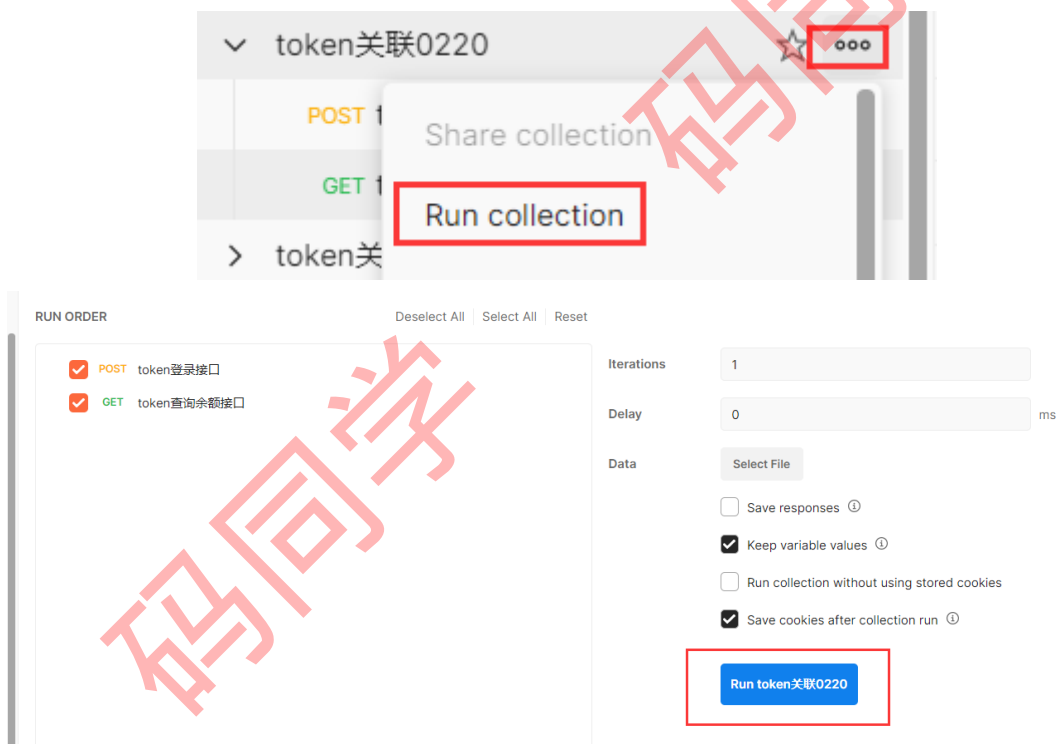 token关联0220
POST
Share collection
GET
Run collection
token关
RUN ORDER
Deselect All Select All Reset
POST token登录接口
GET token查询余额接口
Iterations 1
Delay 0 ms
Data Select File
Save responses
Keep variable values
Run collection without using stored cookies
Save cookies after collection run
Run token关联0220
码同
码同学